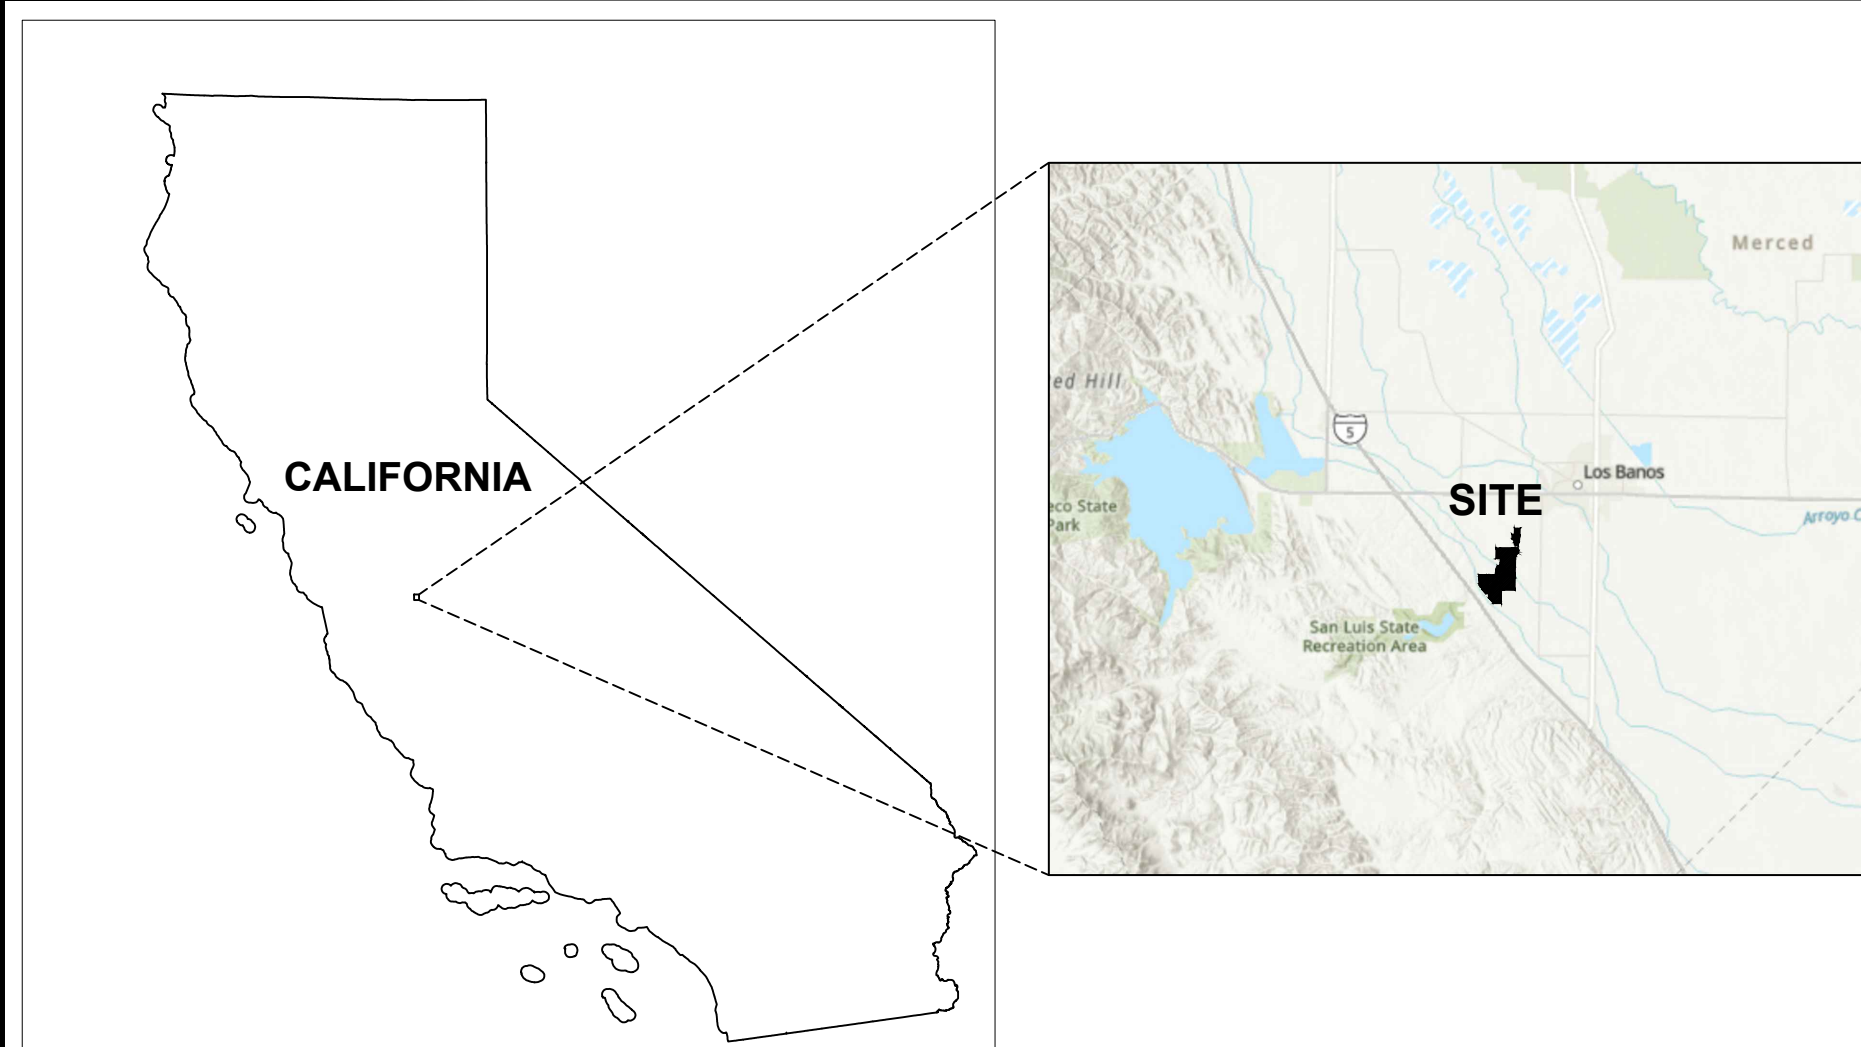 CALIFORNIA
Merced
ed Hill
5
Los Banos
SITE
eco State
Park
Arroyo C
San Luis State
Recreation Area